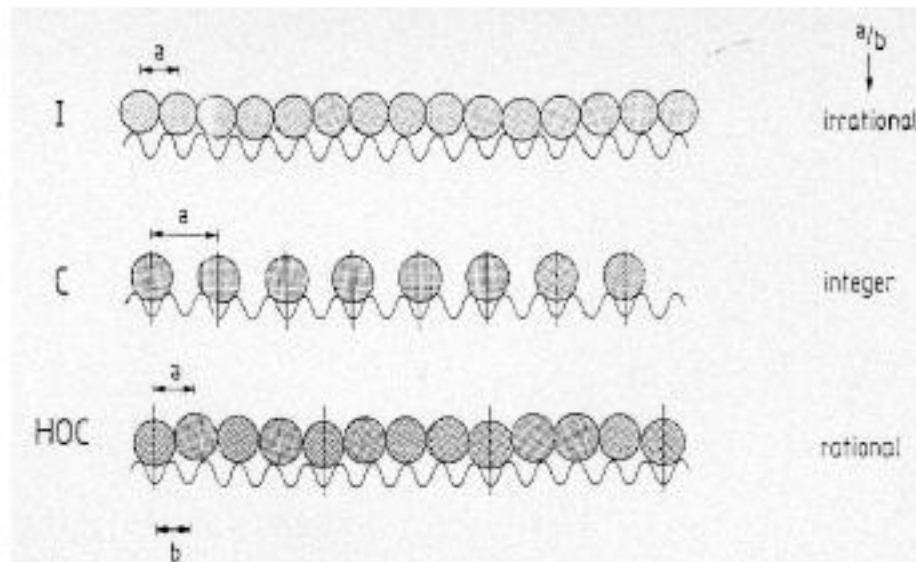 a/b
a
I
irrational
a
C
integer
a
HOC
rational
b